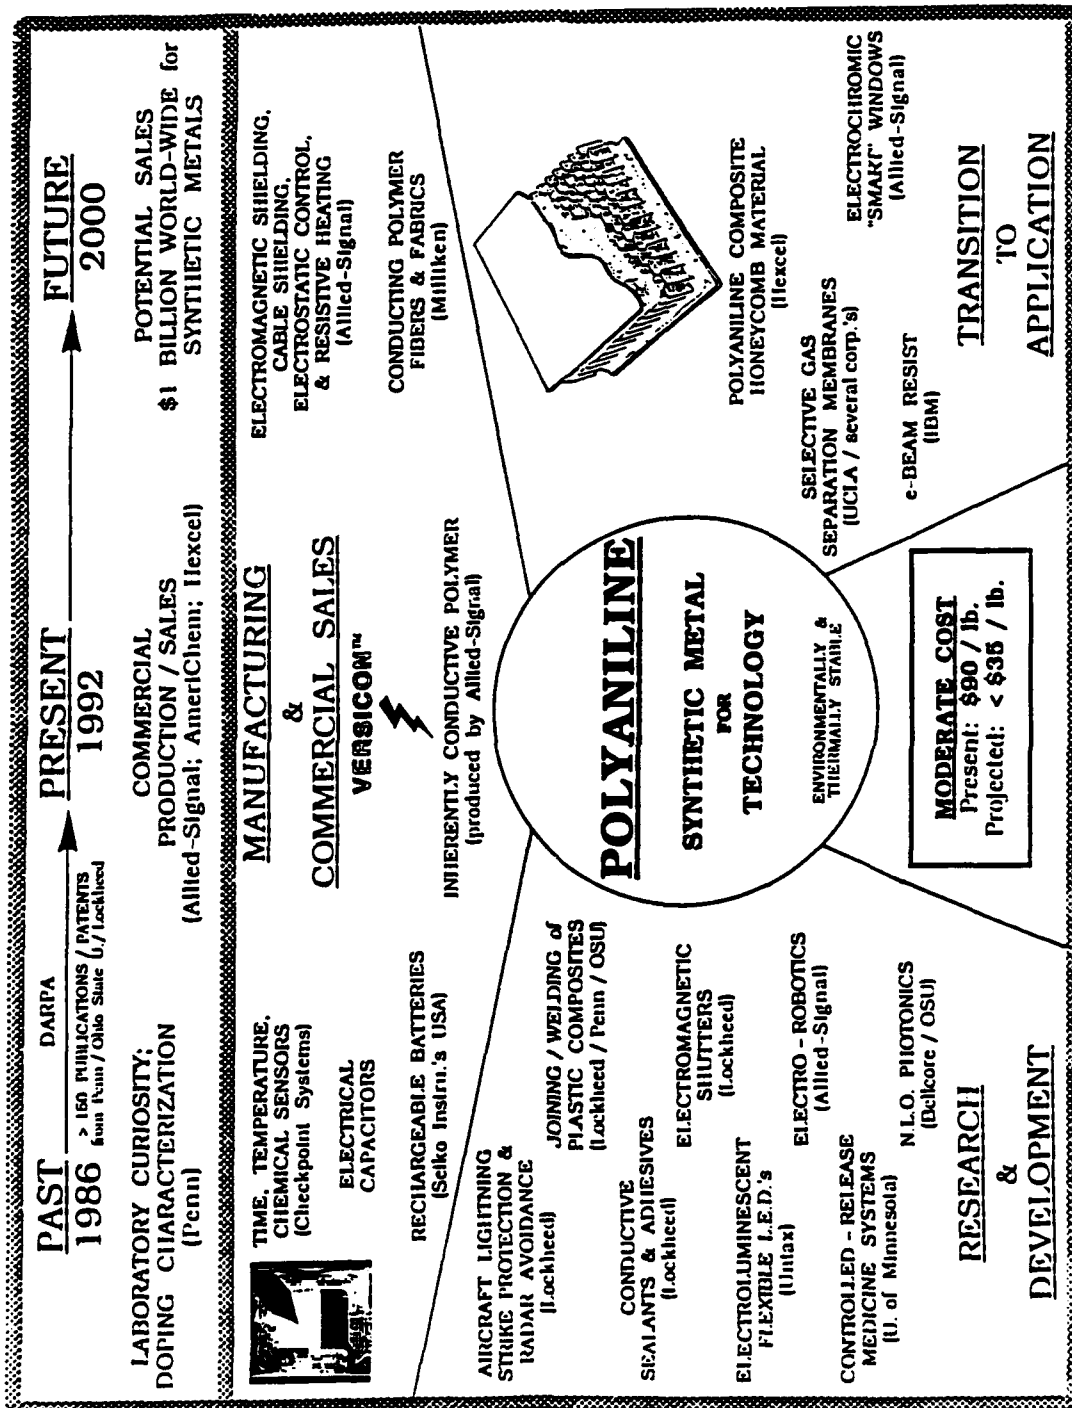 PAST
1986
DARPA
> 160 PUBLICATIONS / PATENTS
from Penn / Ohio State U./Lockheed
PRESENT
1992
FUTURE
2000
LABORATORY CURIOSITY;
DOPING CHARACTERIZATION
(Penn)
COMMERCIAL
PRODUCTION / SALES
(Allied-Signal; AmeriChem; Hexcel)
POTENTIAL SALES
$1 BILLION WORLD-WIDE for
SYNTHETIC METALS
TIME, TEMPERATURE,
CHEMICAL SENSORS
(Checkpoint Systems)
ELECTRICAL
CAPACITORS
RECHARGEABLE BATTERIES
(Seiko Instru.'s USA)
MANUFACTURING
&
COMMERCIAL SALES
VERSICON™
INHERENTLY CONDUCTIVE POLYMER
(produced by Allied-Signal)
ELECTROMAGNETIC SHIELDING,
CABLE SHIELDING,
ELECTROSTATIC CONTROL,
& RESISTIVE HEATING
(Allied-Signal)
CONDUCTING POLYMER
FIBERS & FABRICS
(Milliken)
AIRCRAFT LIGHTNING
STRIKE PROTECTION &
RADAR AVOIDANCE
(Lockheed)
JOINING / WELDING of
PLASTIC COMPOSITES
(Lockheed / Penn / OSU)
CONDUCTIVE
SEALANTS & ADHESIVES
(Lockheed)
ELECTROMAGNETIC
SHUTTERS
(Lockheed)
ELECTROLUMINESCENT
FLEXIBLE L.E.D.'s
(Uniax)
ELECTRO - ROBOTICS
(Allied-Signal)
CONTROLLED - RELEASE
MEDICINE SYSTEMS
(U. of Minnesota)
N.L.O. PHOTONICS
(Bellcore / OSU)
RESEARCH
&
DEVELOPMENT
POLYANILINE
SYNTHETIC METAL
FOR
TECHNOLOGY
ENVIRONMENTALLY &
THERMALLY STABLE
MODERATE COST
Present: $90 / lb.
Projected: < $35 / lb.
POLYANILINE COMPOSITE
HONEYCOMB MATERIAL
(Hexcel)
SELECTIVE GAS
SEPARATION MEMBRANES
(UCLA / several corp.'s)
ELECTROCHROMIC
"SMART" WINDOWS
(Allied-Signal)
e-BEAM RESIST
(IBM)
TRANSITION
TO
APPLICATION